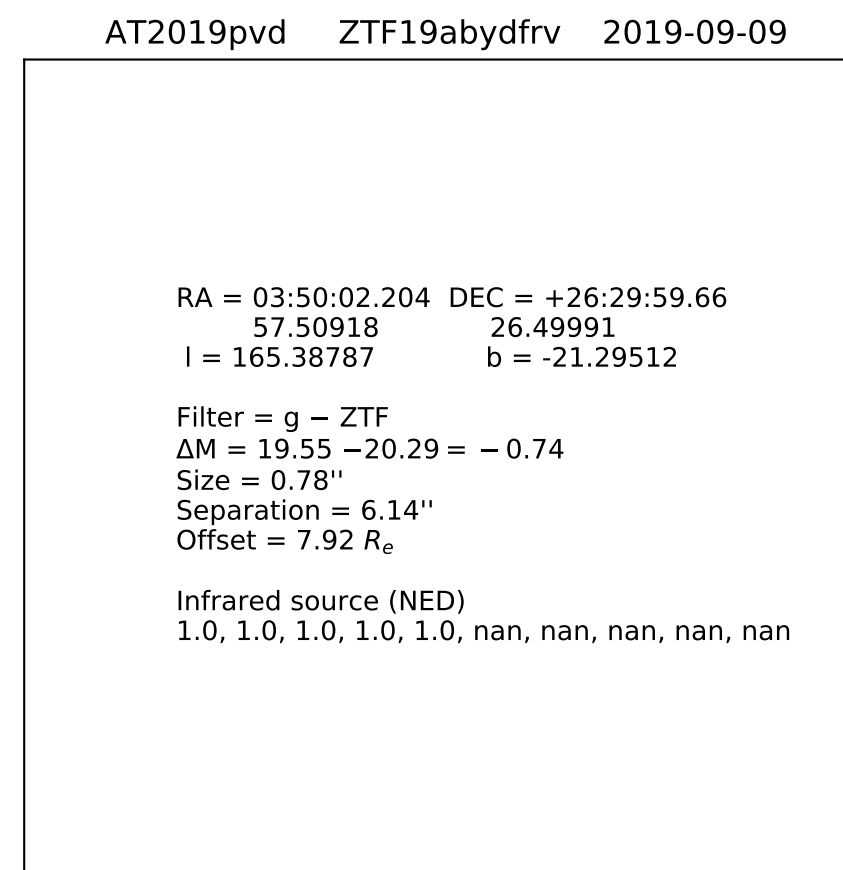 AT2019pvd ZTF19abydfrv 2019-09-09
RA = 03:50:02.204 DEC = +26:29:59.66
57.50918 26.49991
l = 165.38787 b = -21.29512
Filter = g − ZTF
ΔM = 19.55 −20.29 = − 0.74
Size = 0.78''
Separation = 6.14''
Offset = 7.92 Re
Infrared source (NED)
1.0, 1.0, 1.0, 1.0, 1.0, nan, nan, nan, nan, nan